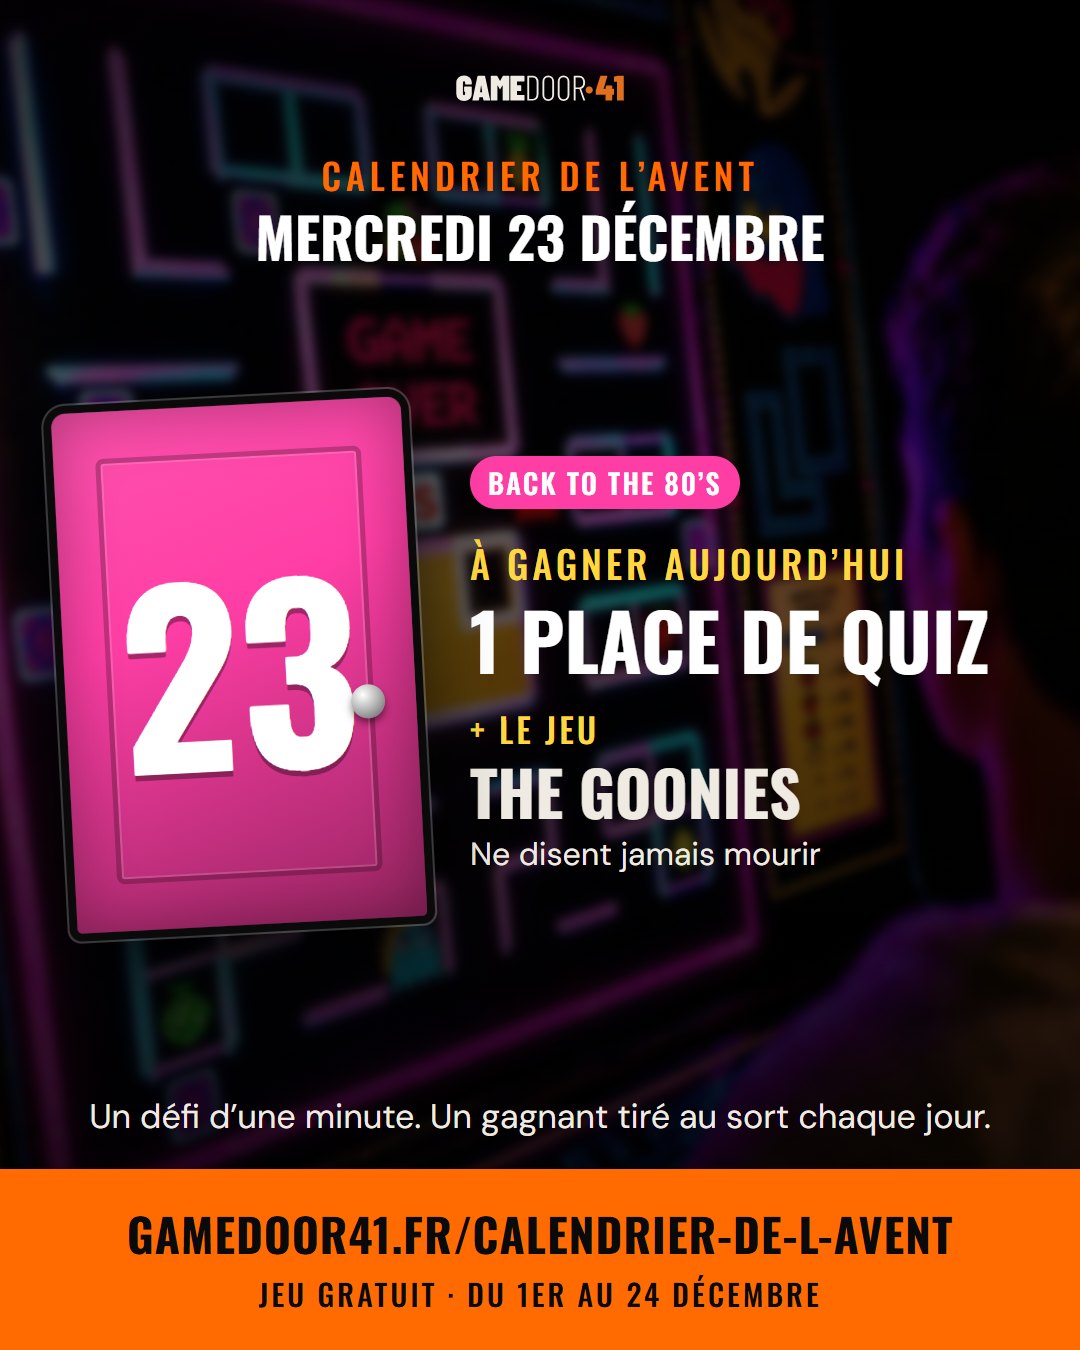 GAMEDOOR·41
CALENDRIER DE L’AVENT
MERCREDI 23 DÉCEMBRE
GAME
23
BACK TO THE 80’S
À GAGNER AUJOURD’HUI
1 PLACE DE QUIZ
+ LE JEU
THE GOONIES
Ne disent jamais mourir
Un défi d’une minute. Un gagnant tiré au sort chaque jour.
GAMEDOOR41.FR/CALENDRIER-DE-L-AVENT
JEU GRATUIT · DU 1ER AU 24 DÉCEMBRE